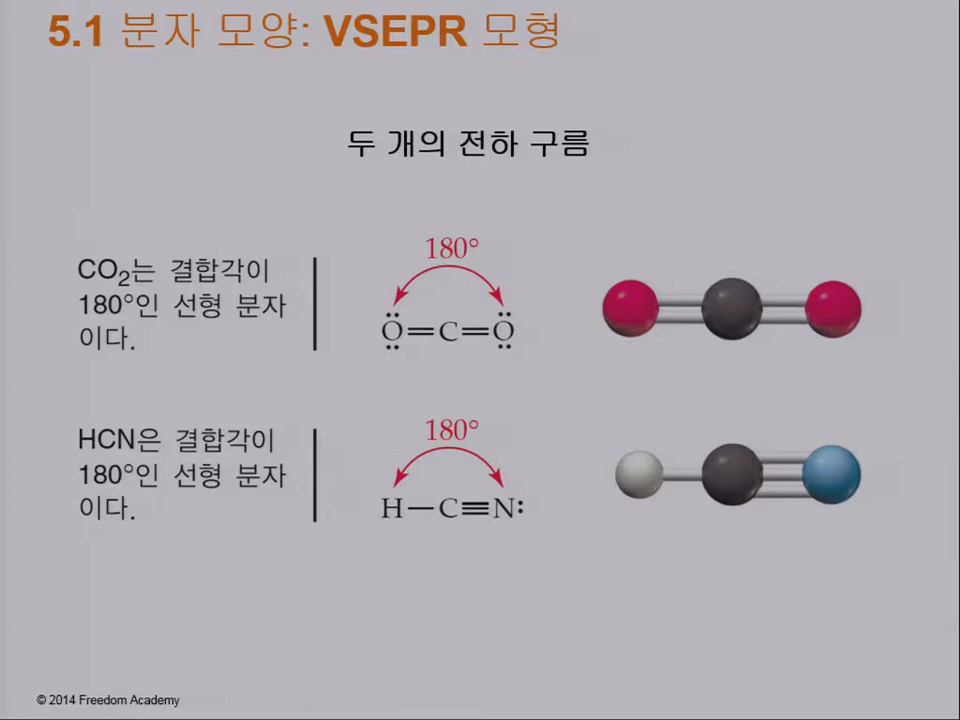 5.1 분자 모양: VSEPR 모형
두 개의 전하 구름
CO₂는 결합각이
180°인 선형 분자
이다.
180°
:Ö=C=Ö:
HCN은 결합각이
180°인 선형 분자
이다.
180°
H—C≡N:
© 2014 Freedom Academy